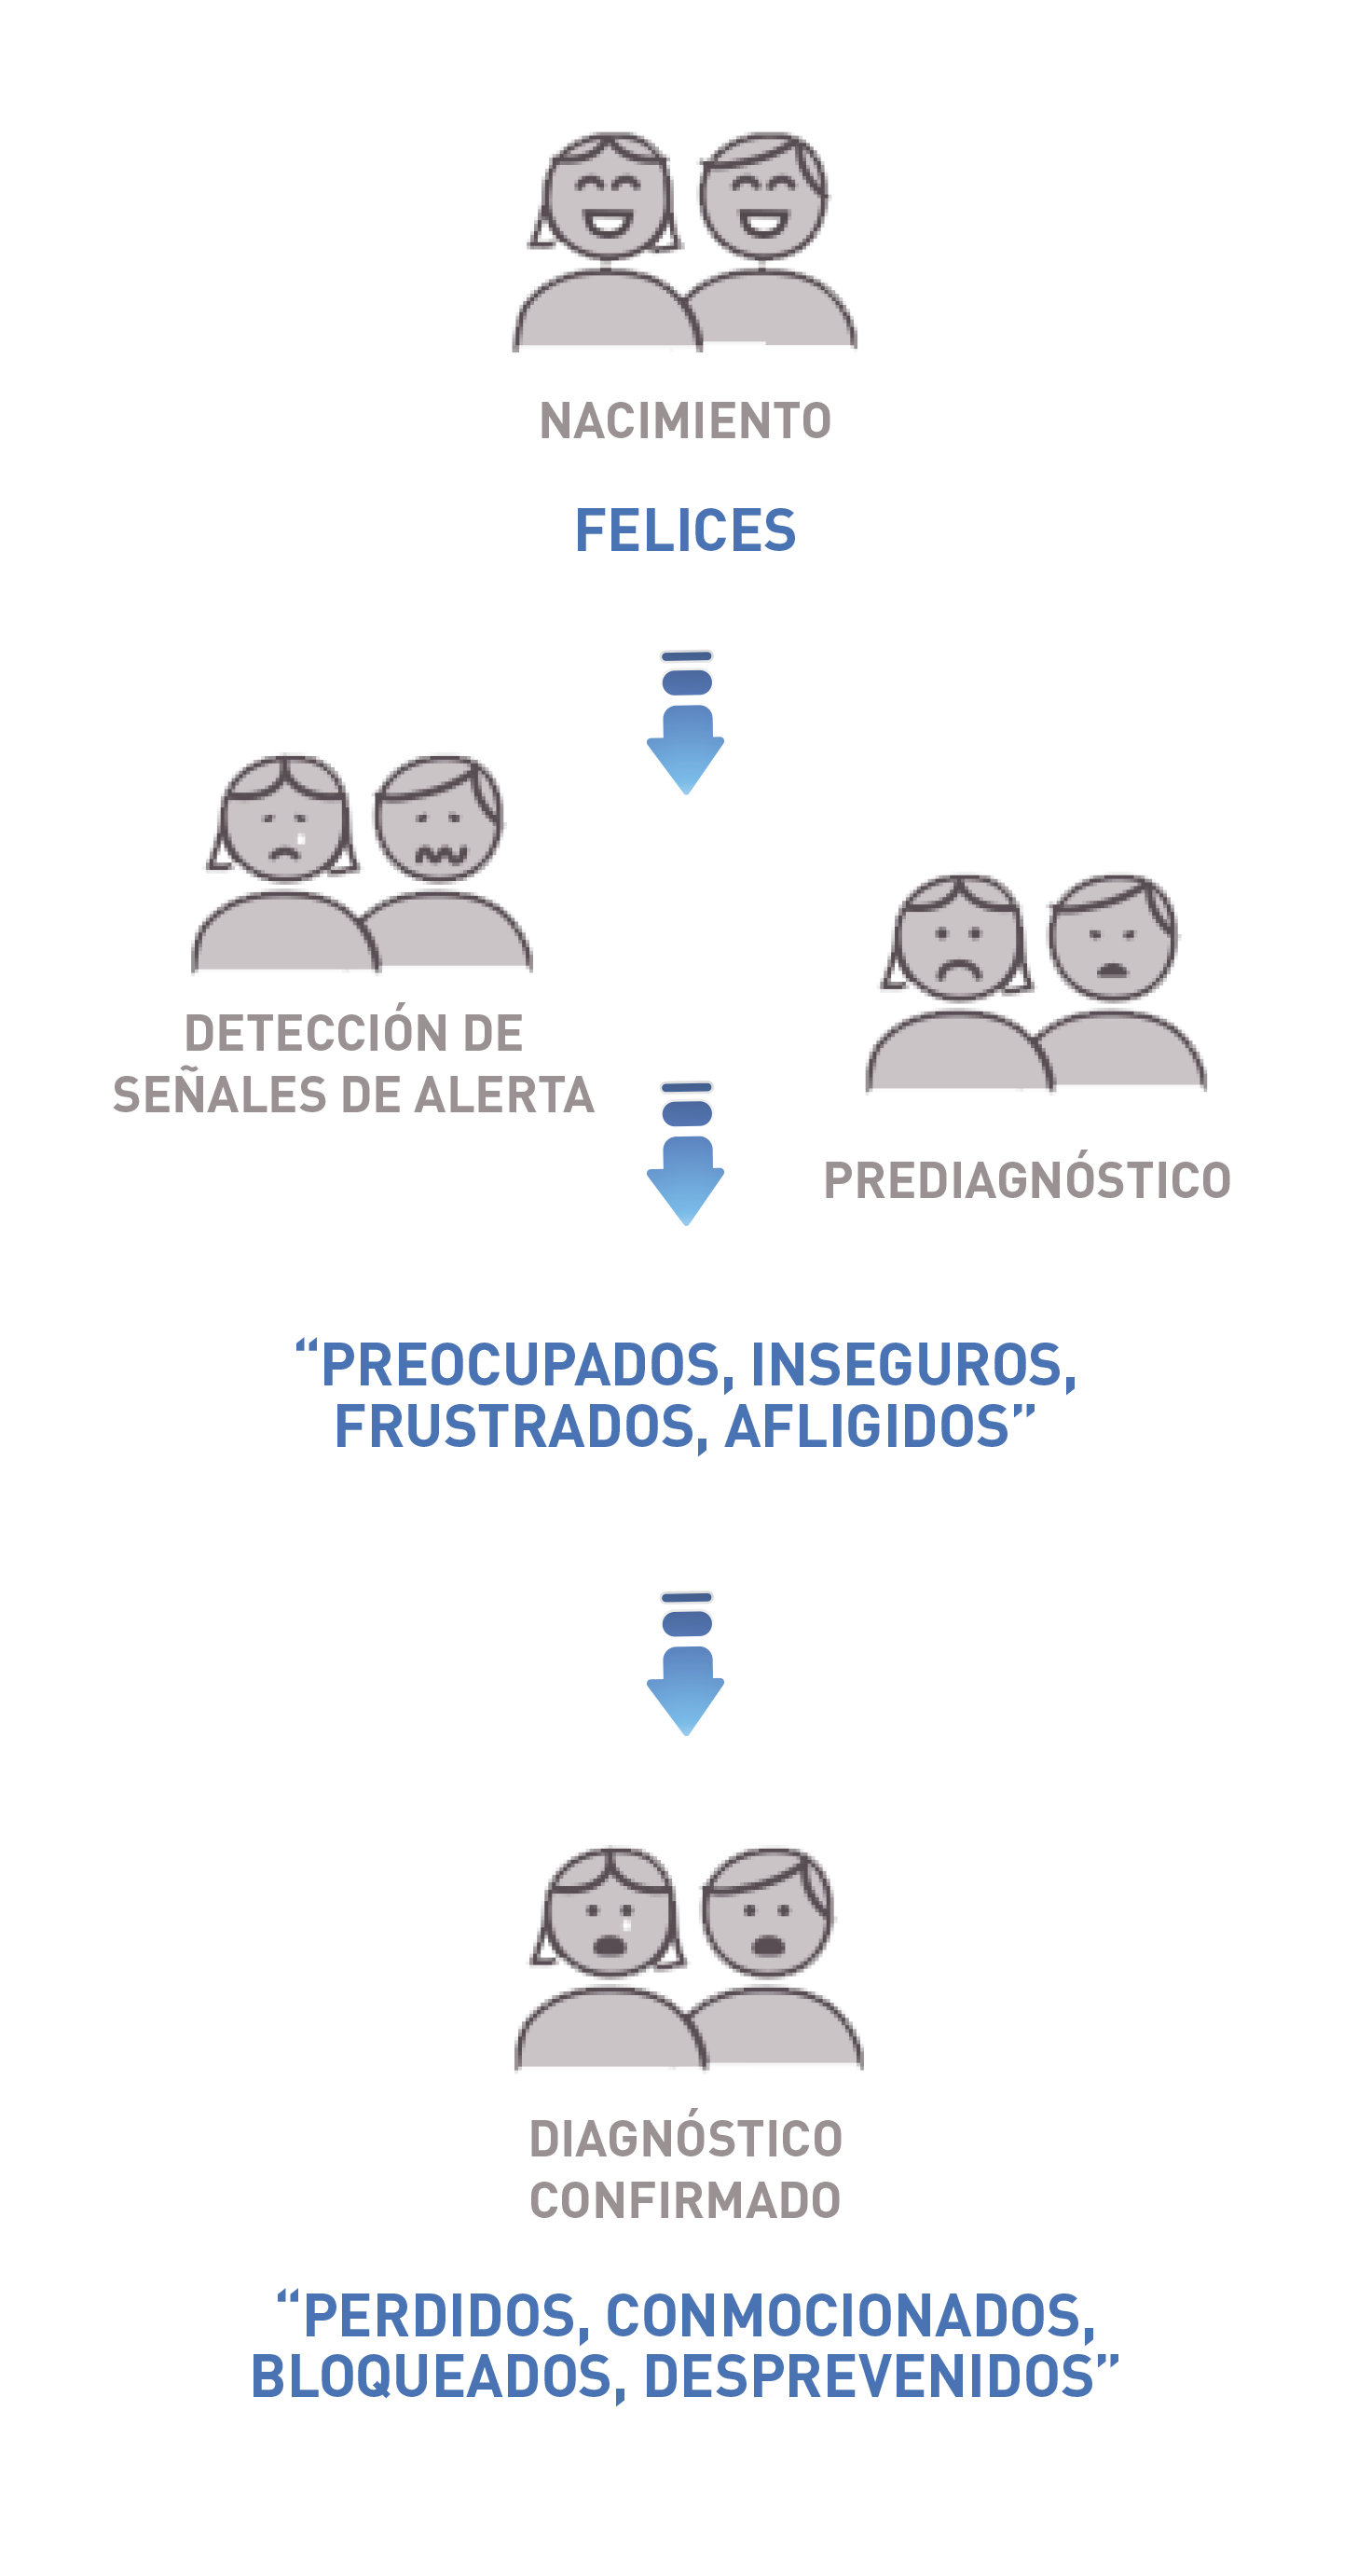 NACIMIENTO
FELICES
DETECCIÓN DE
SEÑALES DE ALERTA
PREDIAGNÓSTICO
“PREOCUPADOS, INSEGUROS,
FRUSTRADOS, AFLIGIDOS”
DIAGNÓSTICO
CONFIRMADO
“PERDIDOS, CONMOCIONADOS,
BLOQUEADOS, DESPREVENIDOS”